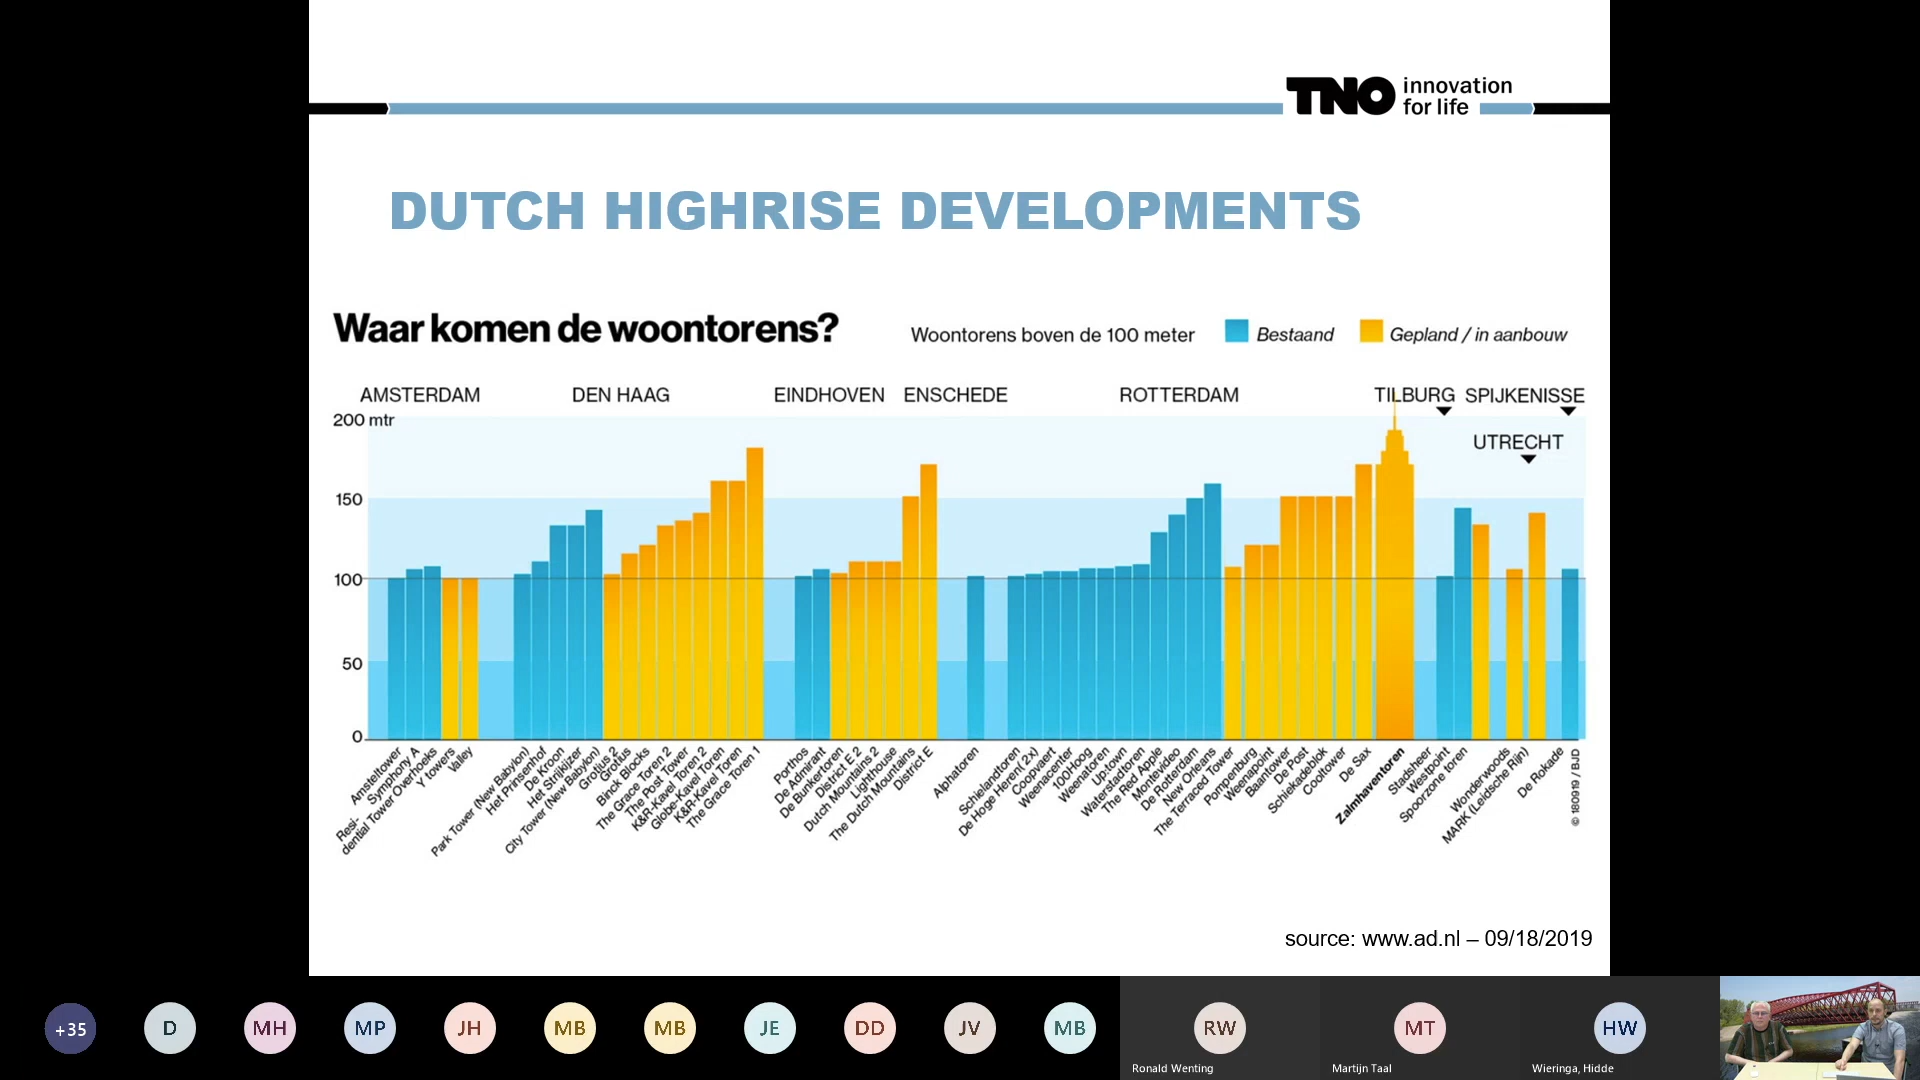 TNO innovation
for life
DUTCH HIGHRISE DEVELOPMENTS
Waar komen de woontorens?
Woontorens boven de 100 meter
Bestaand
Gepland / in aanbouw
AMSTERDAM
DEN HAAG
EINDHOVEN
ENSCHEDE
ROTTERDAM
TILBURG
SPIJKENISSE
UTRECHT
200 mtr
150
100
50
0
Amsteltower
Symphony A
Resi-
dential Tower Overhoeks
Y towers
Valley
Park Tower (New Babylon)
Het Prinsenhof
De Kroon
Het Strijkijzer
City Tower (New Babylon)
Grotius 2
Grotius
Binck Blocks
Grace Toren 2
The Post Tower
K&R-Kavel Toren 2
Globe-Kavel Toren
K&R-Kavel Toren
The Grace Toren 1
Porthos
De Admirant
De Bunkertoren
District E 2
Dutch Mountains 2
Lighthouse
The Dutch Mountains
District E
Alphatoren
Schielandtoren
De Hoge Heren( 2x)
Coopvaert
Weenacenter
100Hoog
Weenatoren
Up:town
Waterstadtoren
The Red Apple
Montevideo
De Rotterdam
New Orleans
The Terraced Tower
Pompenburg
Weenapoint
Baantower
De Post
Schiekadeblok
Cooltower
De Sax
Zalmhaventoren
Stadsheer
Westpoint
Spoorzone toren
Wonderwoods
MARK (Leidsche Rijn)
De Rokade
© 180919 / BJD
source: www.ad.nl – 09/18/2019
+35
D
MH
MP
JH
MB
MB
JE
DD
JV
MB
RW
Ronald Wenting
MT
Martijn Taal
HW
Wieringa, Hidde